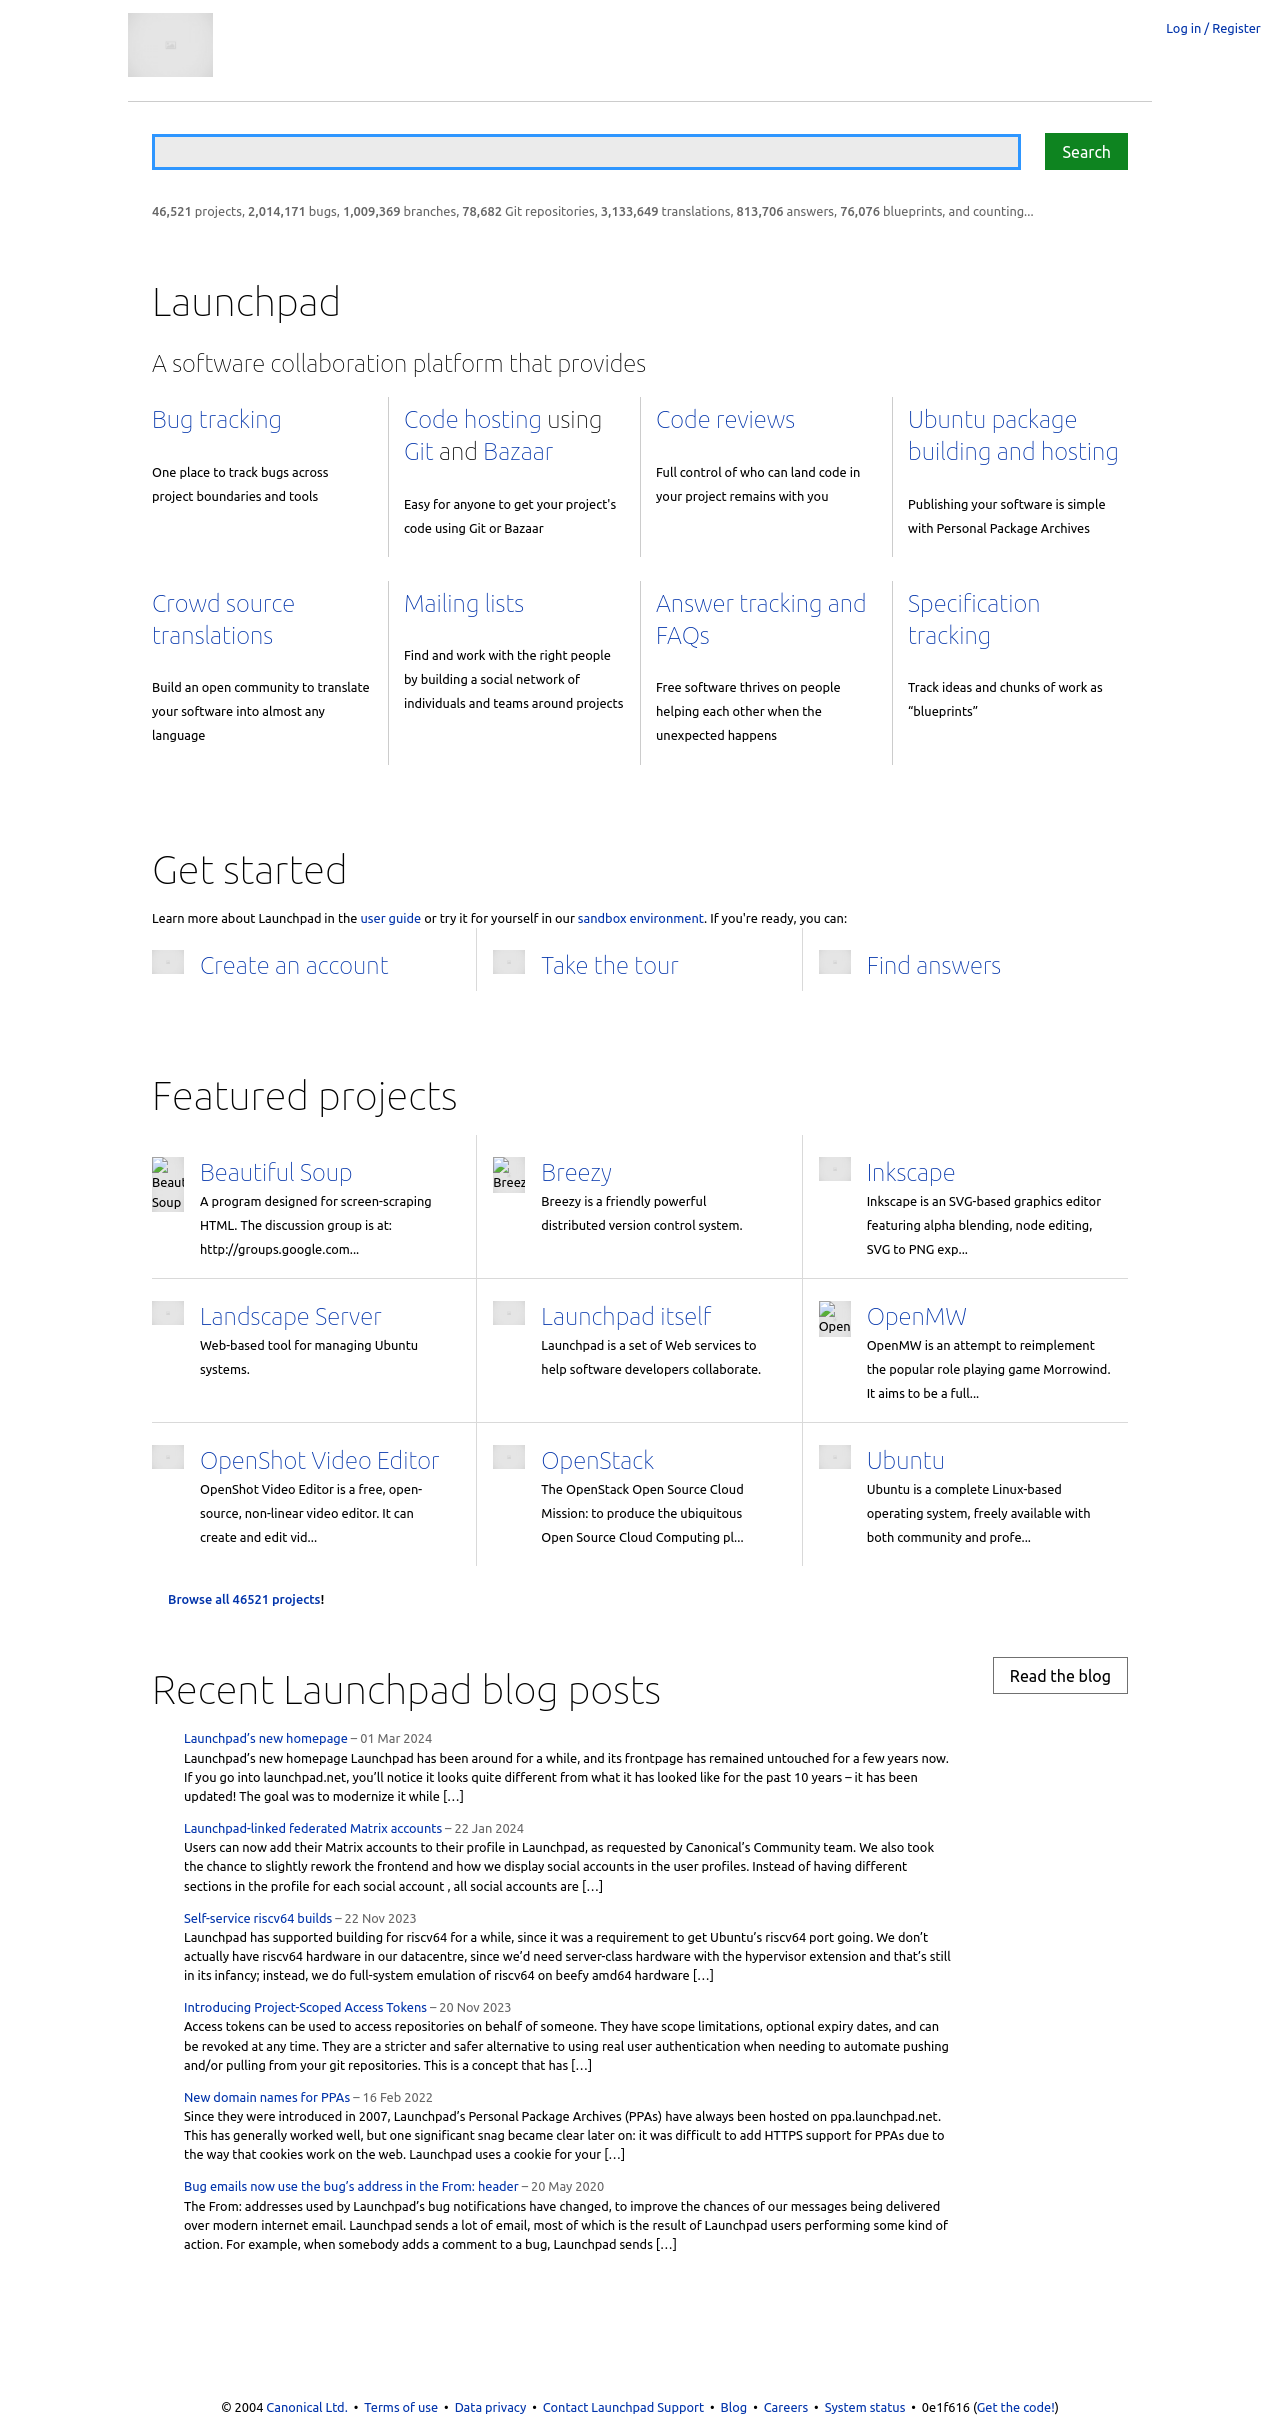 Log in / Register
Search
46,521 projects, 2,014,171 bugs, 1,009,369 branches, 78,682 Git repositories, 3,133,649 translations, 813,706 answers, 76,076 blueprints, and counting...
Launchpad
A software collaboration platform that provides
Bug tracking
One place to track bugs across
project boundaries and tools
Code hosting using
Git and Bazaar
Easy for anyone to get your project's
code using Git or Bazaar
Code reviews
Full control of who can land code in
your project remains with you
Ubuntu package
building and hosting
Publishing your software is simple
with Personal Package Archives
Crowd source
translations
Build an open community to translate
your software into almost any
language
Mailing lists
Find and work with the right people
by building a social network of
individuals and teams around projects
Answer tracking and
FAQs
Free software thrives on people
helping each other when the
unexpected happens
Specification
tracking
Track ideas and chunks of work as
“blueprints”
Get started
Learn more about Launchpad in the user guide or try it for yourself in our sandbox environment. If you're ready, you can:
Create an account
Take the tour
Find answers
Featured projects
Beaut
Soup
Beautiful Soup
A program designed for screen-scraping
HTML. The discussion group is at:
http://groups.google.com...
Breez
Breezy
Breezy is a friendly powerful
distributed version control system.
Inkscape
Inkscape is an SVG-based graphics editor
featuring alpha blending, node editing,
SVG to PNG exp...
Landscape Server
Web-based tool for managing Ubuntu
systems.
Launchpad itself
Launchpad is a set of Web services to
help software developers collaborate.
Open
OpenMW
OpenMW is an attempt to reimplement
the popular role playing game Morrowind.
It aims to be a full...
OpenShot Video Editor
OpenShot Video Editor is a free, open-
source, non-linear video editor. It can
create and edit vid...
OpenStack
The OpenStack Open Source Cloud
Mission: to produce the ubiquitous
Open Source Cloud Computing pl...
Ubuntu
Ubuntu is a complete Linux-based
operating system, freely available with
both community and profe...
Browse all 46521 projects!
Recent Launchpad blog posts
Read the blog
Launchpad’s new homepage – 01 Mar 2024
Launchpad’s new homepage Launchpad has been around for a while, and its frontpage has remained untouched for a few years now.
If you go into launchpad.net, you’ll notice it looks quite different from what it has looked like for the past 10 years – it has been
updated! The goal was to modernize it while […]
Launchpad-linked federated Matrix accounts – 22 Jan 2024
Users can now add their Matrix accounts to their profile in Launchpad, as requested by Canonical’s Community team. We also took
the chance to slightly rework the frontend and how we display social accounts in the user profiles. Instead of having different
sections in the profile for each social account , all social accounts are […]
Self-service riscv64 builds – 22 Nov 2023
Launchpad has supported building for riscv64 for a while, since it was a requirement to get Ubuntu’s riscv64 port going. We don’t
actually have riscv64 hardware in our datacentre, since we’d need server-class hardware with the hypervisor extension and that’s still
in its infancy; instead, we do full-system emulation of riscv64 on beefy amd64 hardware […]
Introducing Project-Scoped Access Tokens – 20 Nov 2023
Access tokens can be used to access repositories on behalf of someone. They have scope limitations, optional expiry dates, and can
be revoked at any time. They are a stricter and safer alternative to using real user authentication when needing to automate pushing
and/or pulling from your git repositories. This is a concept that has […]
New domain names for PPAs – 16 Feb 2022
Since they were introduced in 2007, Launchpad’s Personal Package Archives (PPAs) have always been hosted on ppa.launchpad.net.
This has generally worked well, but one significant snag became clear later on: it was difficult to add HTTPS support for PPAs due to
the way that cookies work on the web. Launchpad uses a cookie for your […]
Bug emails now use the bug’s address in the From: header – 20 May 2020
The From: addresses used by Launchpad’s bug notifications have changed, to improve the chances of our messages being delivered
over modern internet email. Launchpad sends a lot of email, most of which is the result of Launchpad users performing some kind of
action. For example, when somebody adds a comment to a bug, Launchpad sends […]
© 2004 Canonical Ltd. • Terms of use • Data privacy • Contact Launchpad Support • Blog • Careers • System status • 0e1f616 (Get the code!)